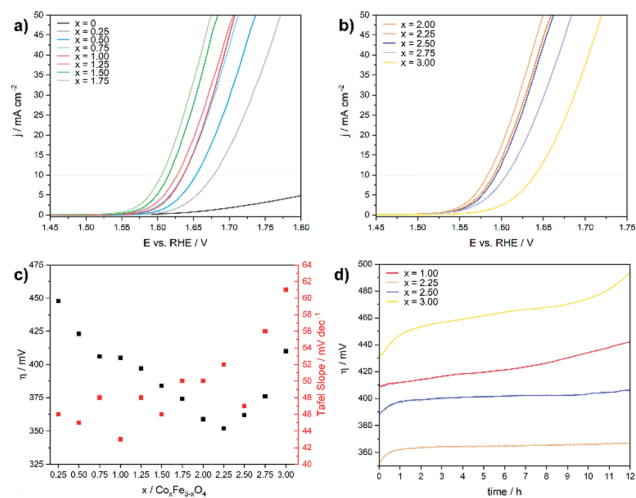 a)
x = 0
x = 0.25
x = 0.50
x = 0.75
x = 1.00
x = 1.25
x = 1.50
x = 1.75
50
45
40
35
30
25
20
15
10
5
0
j / mA cm⁻²
1.45 1.50 1.55 1.60 1.65 1.70 1.75 1.80
E vs. RHE / V
b)
x = 2.00
x = 2.25
x = 2.50
x = 2.75
x = 3.00
50
45
40
35
30
25
20
15
10
5
0
j / mA cm⁻²
1.45 1.50 1.55 1.60 1.65 1.70 1.75
E vs. RHE / V
c)
475
450
425
400
375
350
325
η / mV
64
62
60
58
56
54
52
50
48
46
44
42
40
Tafel Slope / mV dec⁻¹
0.25 0.50 0.75 1.00 1.25 1.50 1.75 2.00 2.25 2.50 2.75 3.00
x / CoₓFe₃₋ₓO₄
d)
x = 1.00
x = 2.25
x = 2.50
x = 3.00
500
480
460
440
420
400
380
360
η / mV
0 1 2 3 4 5 6 7 8 9 10 11 12
time / h